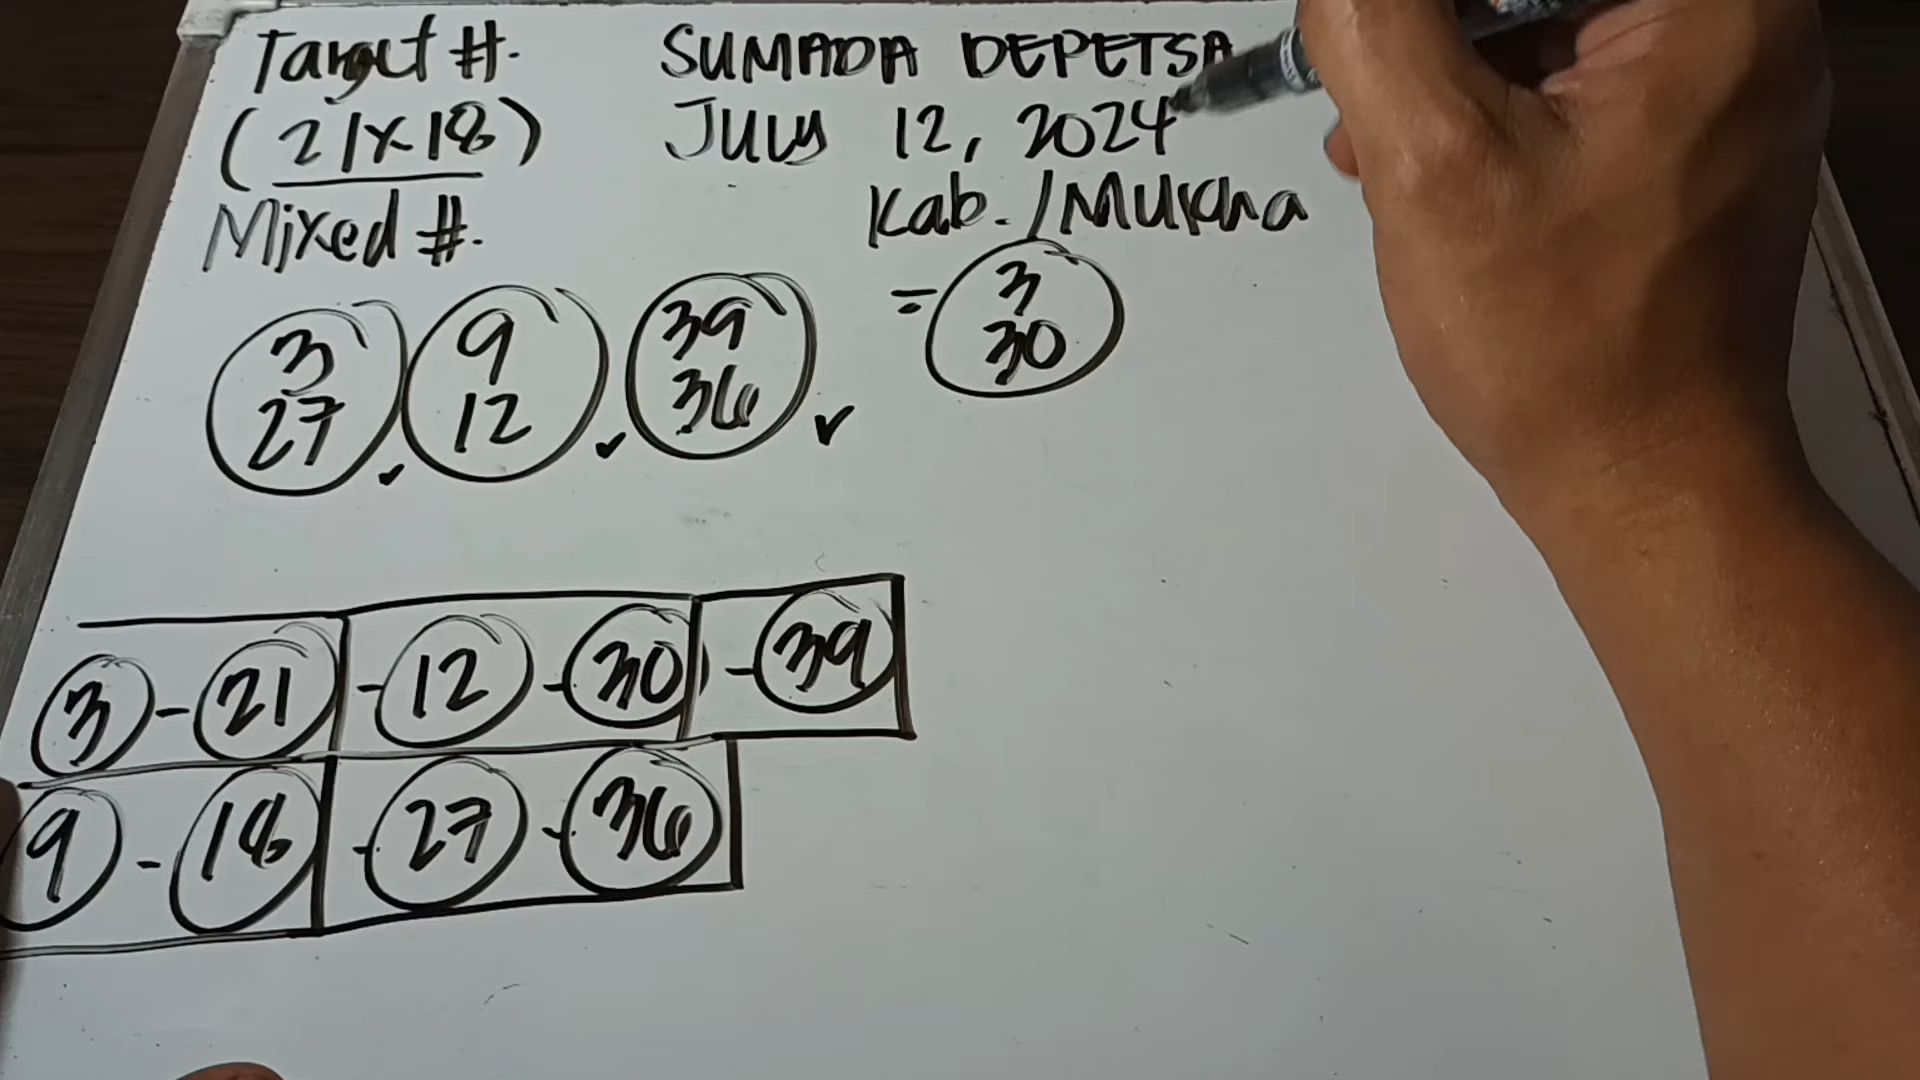 Target #.
(21x18)
Mixed #.
SUMADA DEPETSA
July 12, 2024
Kab. / Mukha
3 27 ✓ 9 12 ✓ 39 36 ✓
= 3 30
3 - 21 - 12 - 30 - 39
9 - 18 - 27 - 36